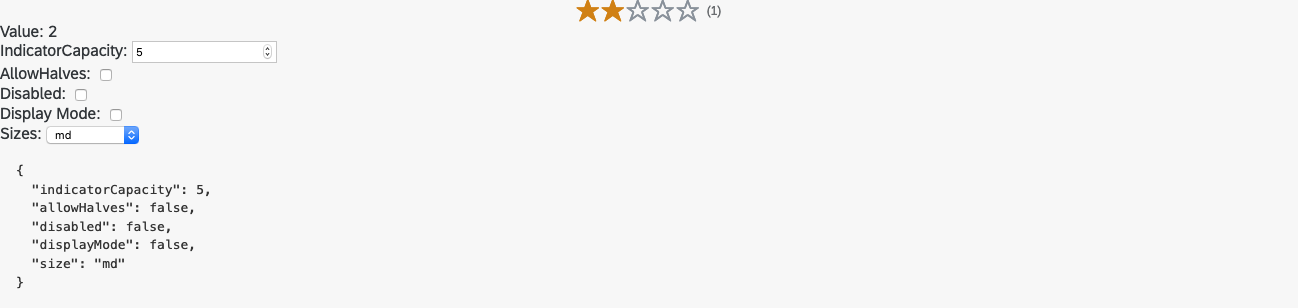 (1)
Value: 2
IndicatorCapacity: 5
AllowHalves:
Disabled:
Display Mode:
Sizes: md
{
  "indicatorCapacity": 5,
  "allowHalves": false,
  "disabled": false,
  "displayMode": false,
  "size": "md"
}